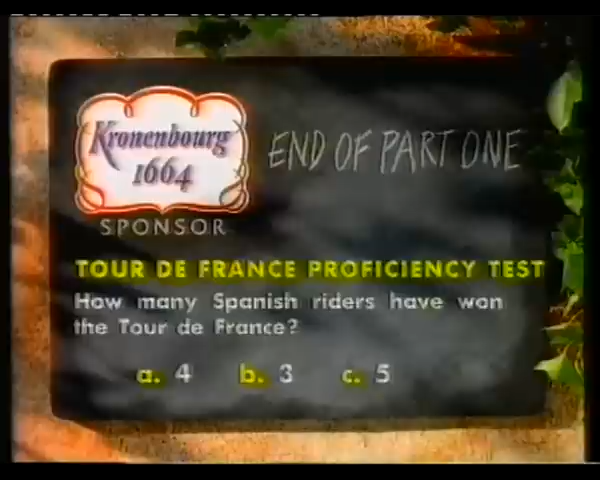 Kronenbourg
1664
SPONSOR
END OF PART ONE
TOUR DE FRANCE PROFICIENCY TEST
How many Spanish riders have won
the Tour de France?
a. 4 b. 3 c. 5